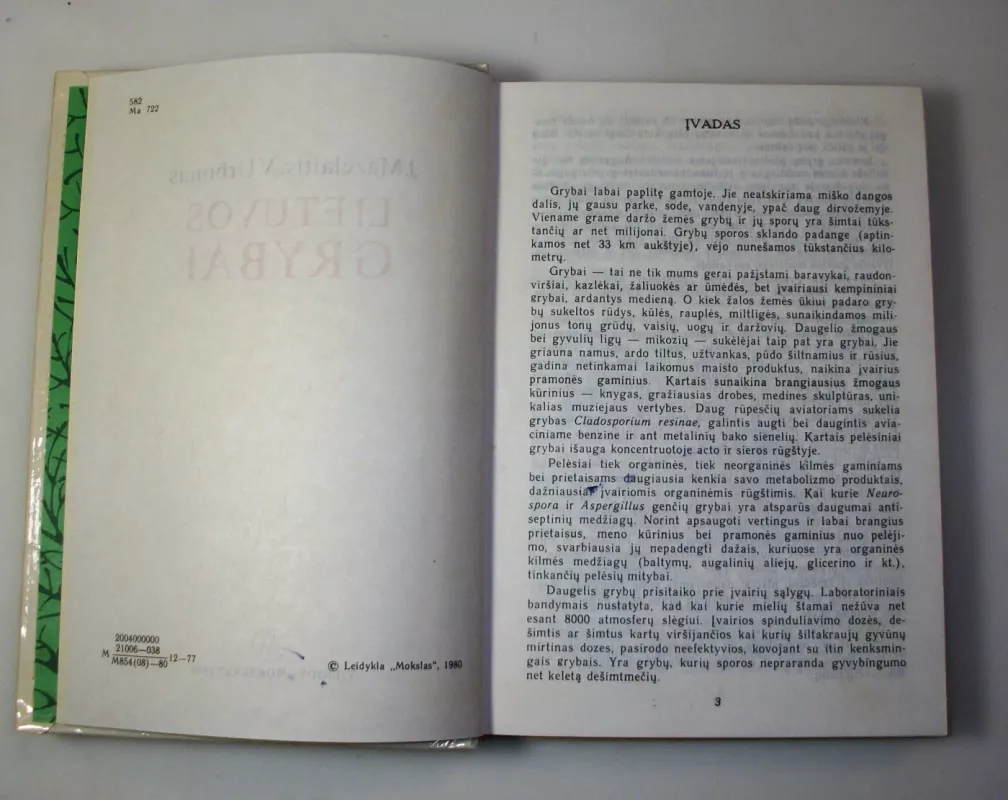 582
Ma 722
J. Mazelaitis, V. Urbonas
LIETUVOS
GRYBAI
2004000000
M 21006—038 12—77
M854(08)—80
© Leidykla „Mokslas", 1980
ĮVADAS
Grybai labai paplitę gamtoje. Jie neatskiriama miško dangos
dalis, jų gausu parke, sode, vandenyje, ypač daug dirvožemyje.
Viename grame daržo žemės grybų ir jų sporų yra šimtai tūks-
tančių ar net milijonai. Grybų sporos sklando padange (aptin-
kamos net 33 km aukštyje), vėjo nunešamos tūkstančius kilo-
metrų.
Grybai — tai ne tik mums gerai pažįstami baravykai, raudon-
viršiai, kazlėkai, žaliuokės ar ūmėdės, bet įvairiausi kempininiai
grybai, ardantys medieną. O kiek žalos žemės ūkiui padaro gry-
bų sukeltos rūdys, kūlės, rauplės, miltligės, sunaikindamos mili-
jonus tonų grūdų, vaisių, uogų ir daržovių. Daugelio žmogaus
bei gyvulių ligų — mikozių — sukėlėjai taip pat yra grybai. Jie
griauna namus, ardo tiltus, užtvankas, pūdo šiltnamius ir rūsius,
gadina netinkamai laikomus maisto produktus, naikina įvairius
pramonės gaminius. Kartais sunaikina brangiausius žmogaus
kūrinius — knygas, gražiausias drobes, medines skulptūras, uni-
kalias muziejaus vertybes. Daug rūpesčių aviatoriams sukelia
grybas Cladosporium resinae, galintis augti bei daugintis avia-
ciniame benzine ir ant metalinių bako sienelių. Kartais pelėsiniai
grybai išauga koncentruotoje acto ir sieros rūgštyje.
Pelėsiai tiek organinės, tiek neorganinės kilmės gaminiams
bei prietaisams daugiausia kenkia savo metabolizmo produktais,
dažniausiai įvairiomis organinėmis rūgštimis. Kai kurie Neuro-
spora ir Aspergillus genčių grybai yra atsparūs daugumai anti-
septinių medžiagų. Norint apsaugoti vertingus ir labai brangius
prietaisus, meno kūrinius bei pramonės gaminius nuo pelėji-
mo, svarbiausia jų nepadengti dažais, kuriuose yra organinės
kilmės medžiagų (baltymų, augalinių aliejų, glicerino ir kt.),
tinkančių pelėsių mitybai.
Daugelis grybų prisitaiko prie įvairių sąlygų. Laboratoriniais
bandymais nustatyta, kad kai kurie mielių štamai nežūva net
esant 8000 atmosferų slėgiui. Įvairios spinduliavimo dozės, de-
šimtis ar šimtus kartų viršijančios kai kurių šiltakraujų gyvūnų
mirtinas dozes, pasirodo neefektyvios, kovojant su itin kenksmin-
gais grybais. Yra grybų, kurių sporos nepraranda gyvybingumo
net keletą dešimtmečių.
3